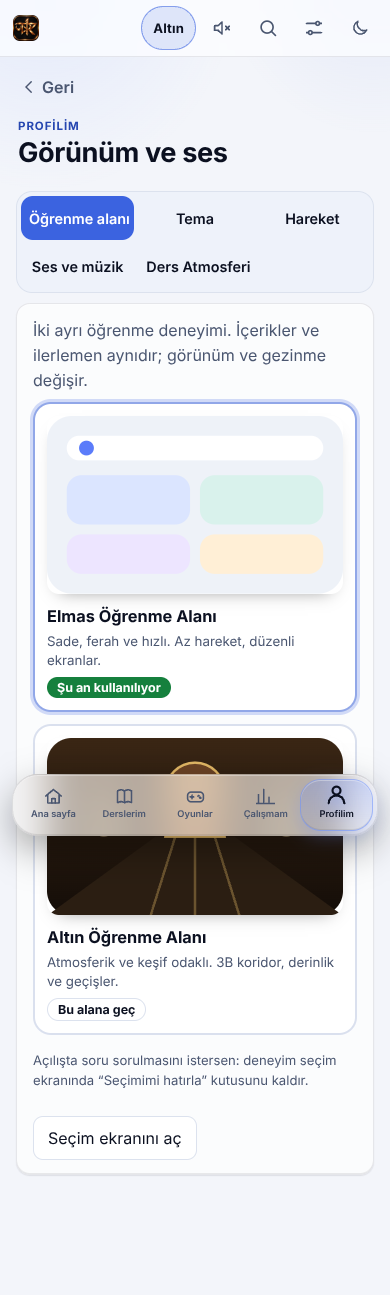 Altın
Geri
PROFİLİM
Görünüm ve ses
Öğrenme alanı
Tema
Hareket
Ses ve müzik
Ders Atmosferi
İki ayrı öğrenme deneyimi. İçerikler ve
ilerlemen aynıdır; görünüm ve gezinme
değişir.
Elmas Öğrenme Alanı
Sade, ferah ve hızlı. Az hareket, düzenli
ekranlar.
Şu an kullanılıyor
Ana sayfa
Derslerim
Oyunlar
Çalışmam
Profilim
Altın Öğrenme Alanı
Atmosferik ve keşif odaklı. 3B koridor, derinlik
ve geçişler.
Bu alana geç
Açılışta soru sorulmasını istersen: deneyim seçim
ekranında “Seçimimi hatırla” kutusunu kaldır.
Seçim ekranını aç